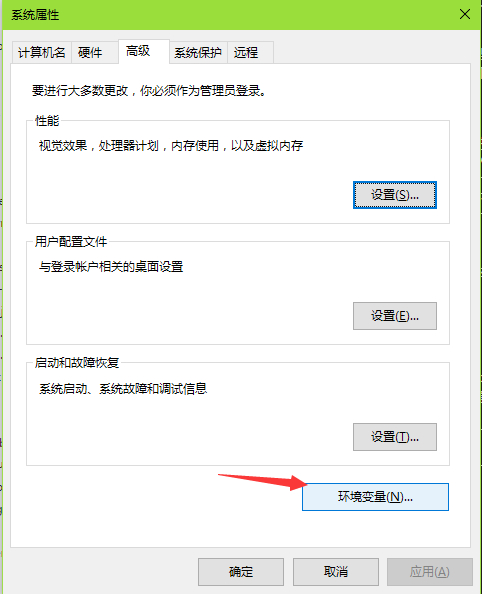 系统属性
计算机名 硬件 高级 系统保护 远程
要进行大多数更改，你必须作为管理员登录。
性能
视觉效果，处理器计划，内存使用，以及虚拟内存
设置(S)...
用户配置文件
与登录帐户相关的桌面设置
设置(E)...
启动和故障恢复
系统启动、系统故障和调试信息
设置(T)...
环境变量(N)...
确定 取消 应用(A)